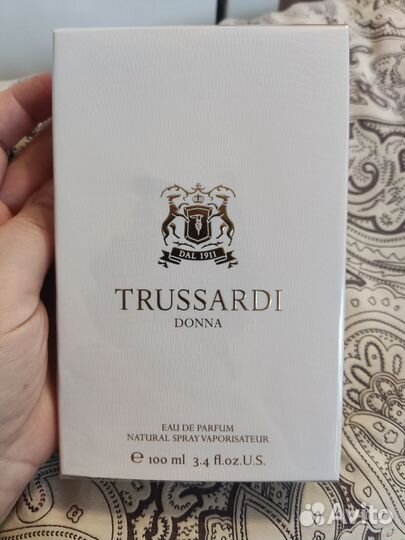 DAL 1911
TRUSSARDI
DONNA
EAU DE PARFUM
NATURAL SPRAY VAPORISATEUR
e 100 ml 3.4 fl.oz.U.S.
Avito